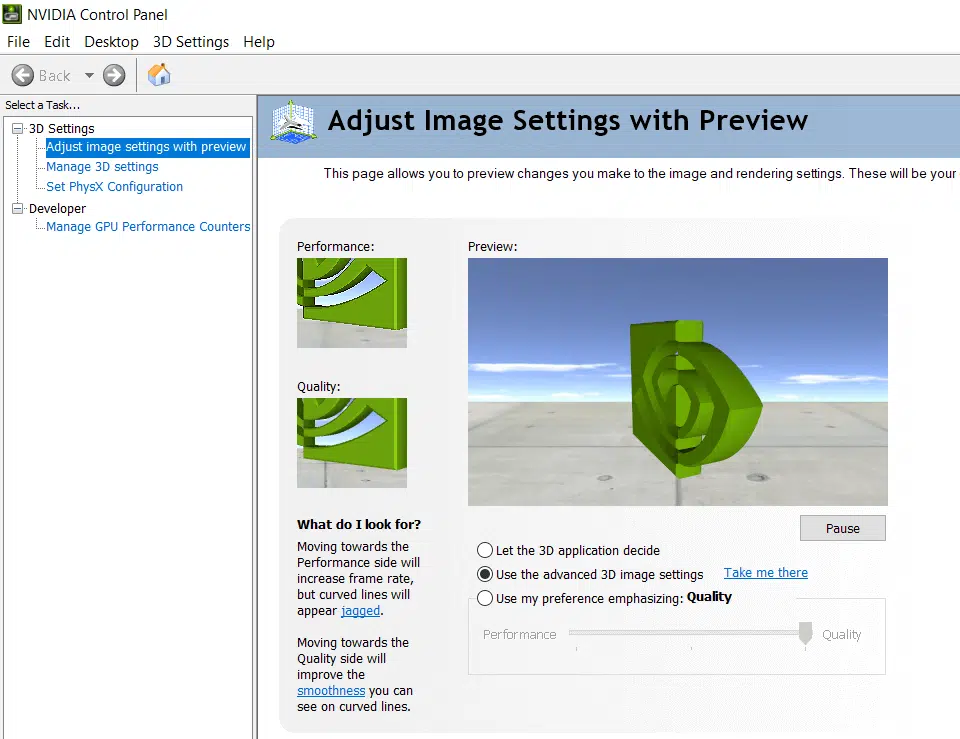 NVIDIA Control Panel
File Edit Desktop 3D Settings Help
Back
Select a Task...
3D Settings
Adjust image settings with preview
Manage 3D settings
Set PhysX Configuration
Developer
Manage GPU Performance Counters
Adjust Image Settings with Preview
This page allows you to preview changes you make to the image and rendering settings. These will be your
Performance:
Quality:
What do I look for?
Moving towards the
Performance side will
increase frame rate,
but curved lines will
appear jagged.
Moving towards the
Quality side will
improve the
smoothness you can
see on curved lines.
Preview:
Pause
Let the 3D application decide
Use the advanced 3D image settings Take me there
Use my preference emphasizing: Quality
Performance Quality